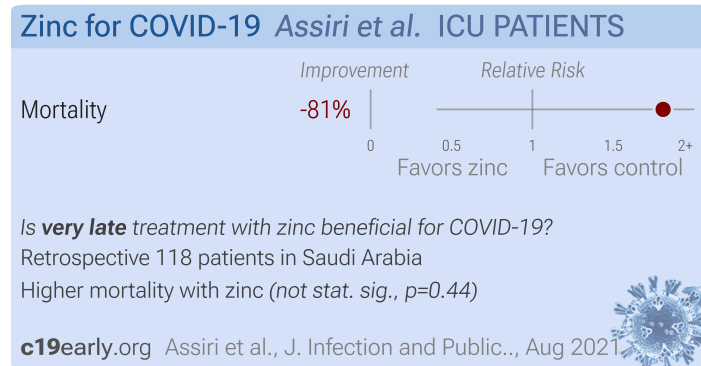 Zinc for COVID-19 Assiri et al. ICU PATIENTS
Improvement Relative Risk
Mortality -81%
0 0.5 1 1.5 2+
Favors zinc Favors control
Is very late treatment with zinc beneficial for COVID-19?
Retrospective 118 patients in Saudi Arabia
Higher mortality with zinc (not stat. sig., p=0.44)
c19early.org Assiri et al., J. Infection and Public.., Aug 2021